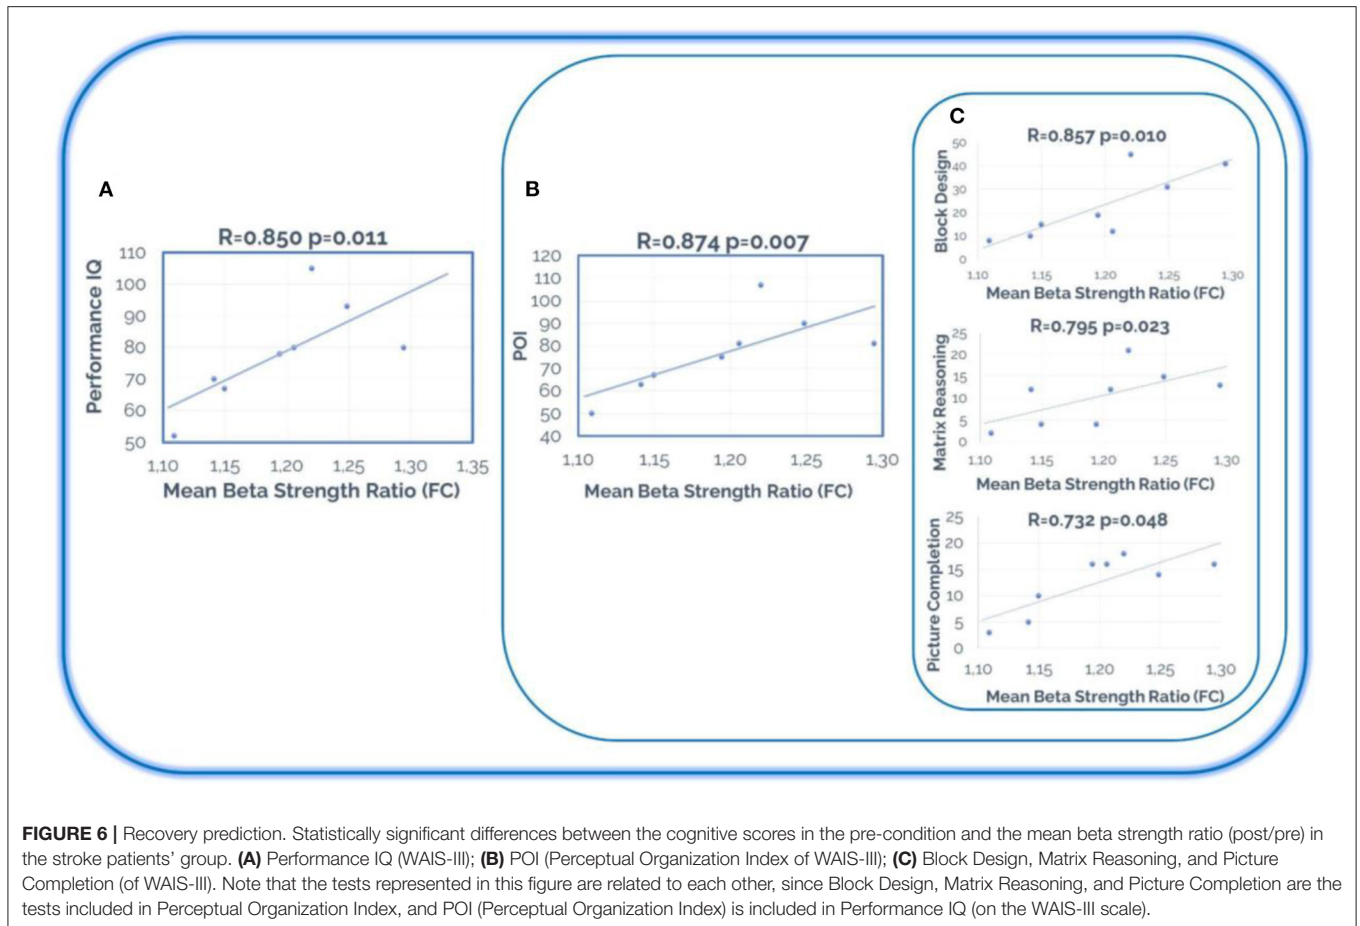 A
R=0.850 p=0.011
Performance IQ
110
100
90
80
70
60
50
1,10 1,15 1,20 1,25 1,30 1,35
Mean Beta Strength Ratio (FC)
B
R=0.874 p=0.007
POI
120
110
100
90
80
70
60
50
40
1,10 1,15 1,20 1,25 1,30
Mean Beta Strength Ratio (FC)
C
R=0.857 p=0.010
Block Design
50
40
30
20
10
0
1,10 1,15 1,20 1,25 1,30
Mean Beta Strength Ratio (FC)
R=0.795 p=0.023
Matrix Reasoning
25
20
15
10
5
0
1,10 1,15 1,20 1,25 1,30
Mean Beta Strength Ratio (FC)
R=0.732 p=0.048
Picture Completion
25
20
15
10
5
0
1,10 1,15 1,20 1,25 1,30
Mean Beta Strength Ratio (FC)
FIGURE 6 | Recovery prediction. Statistically significant differences between the cognitive scores in the pre-condition and the mean beta strength ratio (post/pre) in
the stroke patients' group. (A) Performance IQ (WAIS-III); (B) POI (Perceptual Organization Index of WAIS-III); (C) Block Design, Matrix Reasoning, and Picture
Completion (of WAIS-III). Note that the tests represented in this figure are related to each other, since Block Design, Matrix Reasoning, and Picture Completion are the
tests included in Perceptual Organization Index, and POI (Perceptual Organization Index) is included in Performance IQ (on the WAIS-III scale).